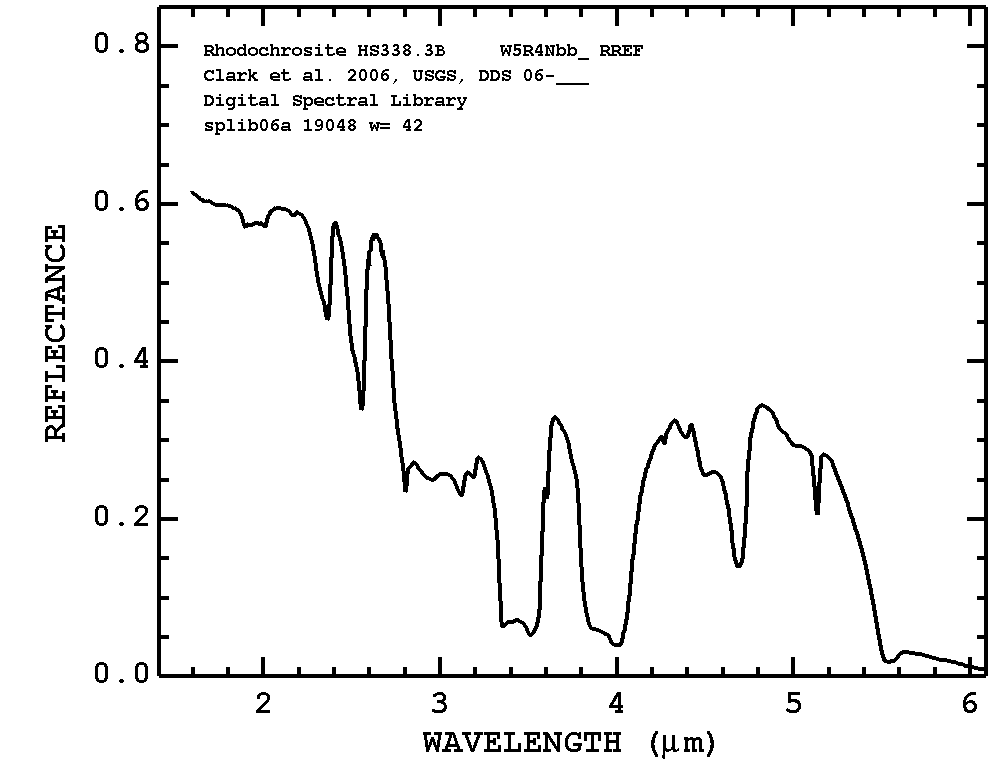 Rhodochrosite HS338.3B W5R4Nbb_ RREF
Clark et al. 2006, USGS, DDS 06-___
Digital Spectral Library
splib06a 19048 w= 42
REFLECTANCE
0.8
0.6
0.4
0.2
0.0
2 3 4 5 6
WAVELENGTH (µm)